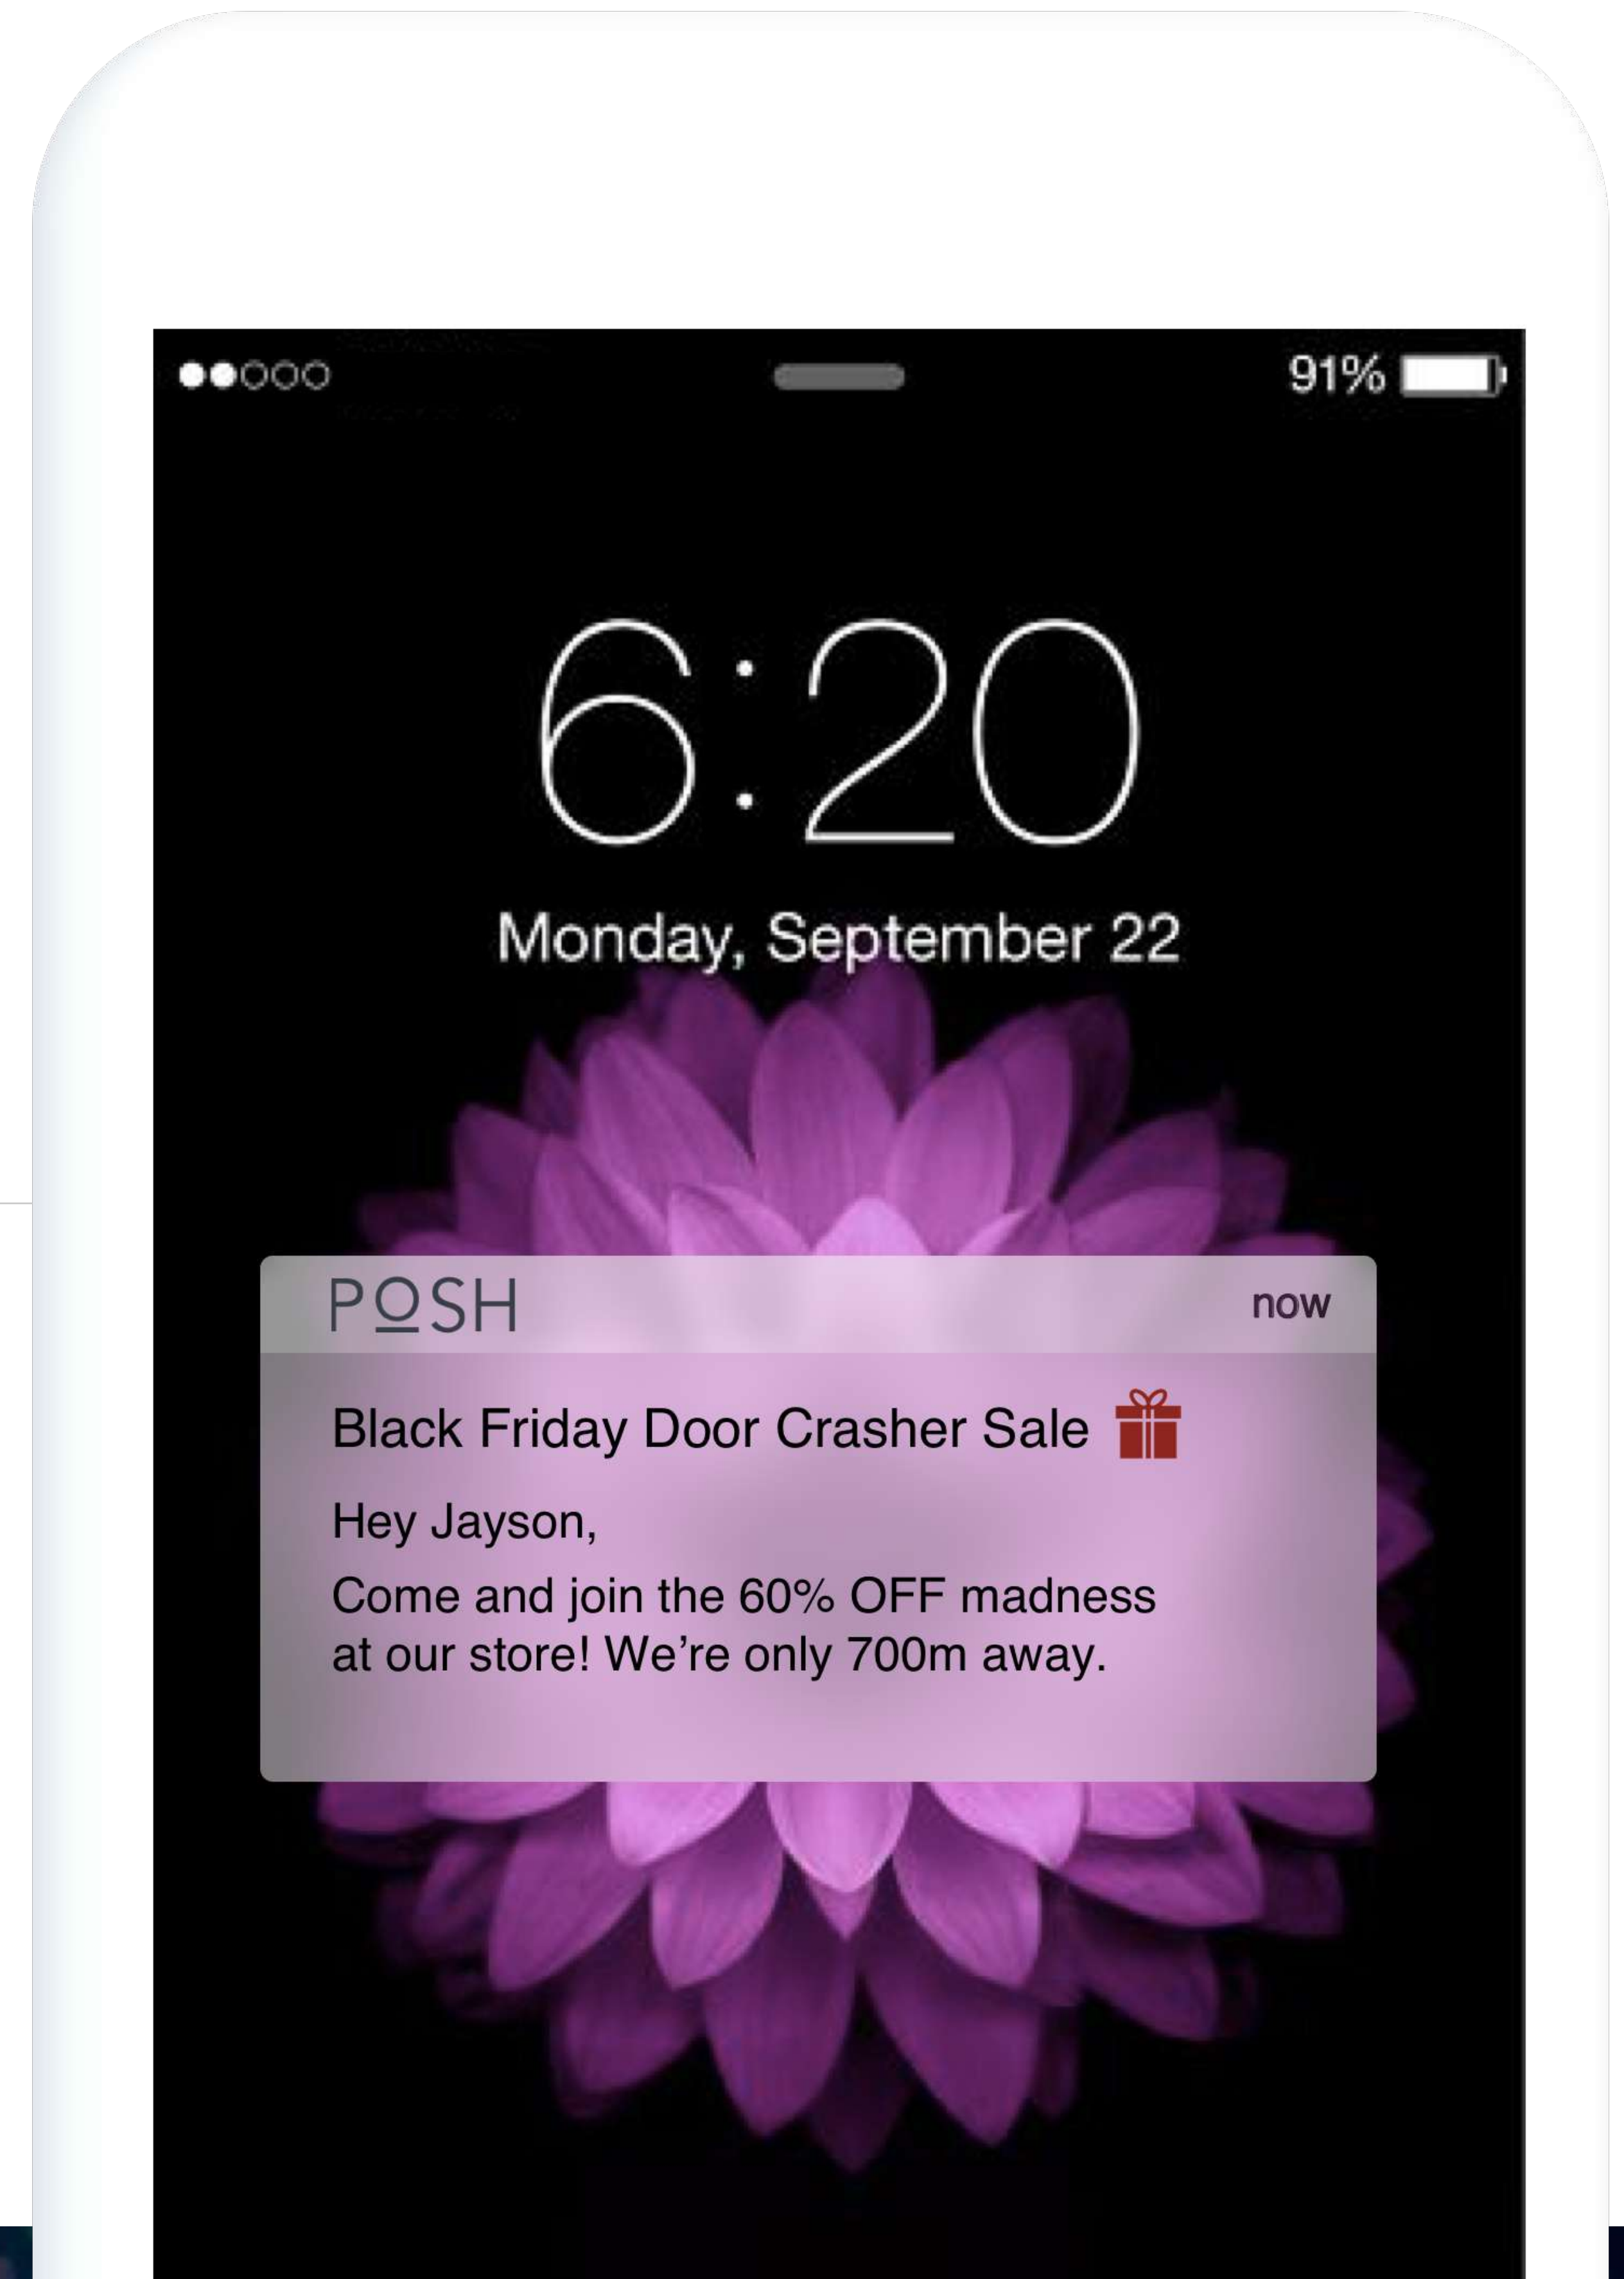 91%
6:20
Monday, September 22
POSH
now
Black Friday Door Crasher Sale
Hey Jayson,
Come and join the 60% OFF madness
at our store! We’re only 700m away.